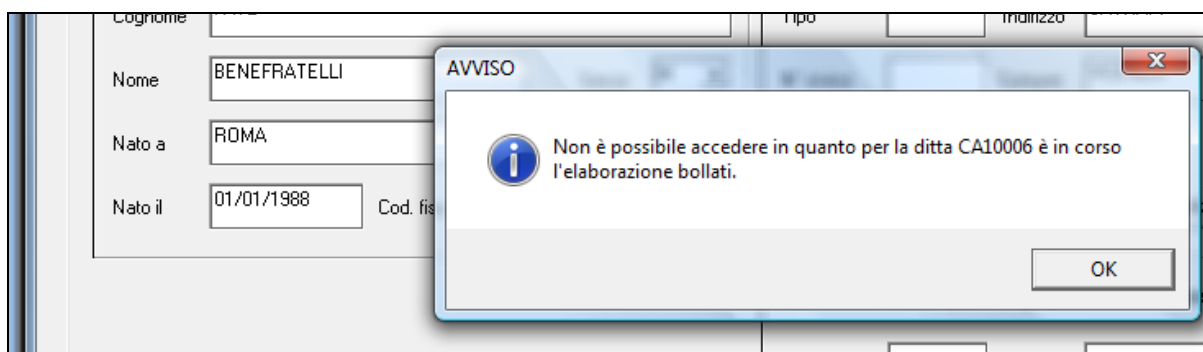 Cognome
Tipo
Indirizzo
Nome
BENEFRATELLI
AVVISO
Nato a
ROMA
Non è possibile accedere in quanto per la ditta CA10006 è in corso
l'elaborazione bollati.
Nato il
01/01/1988
Cod. fis
OK